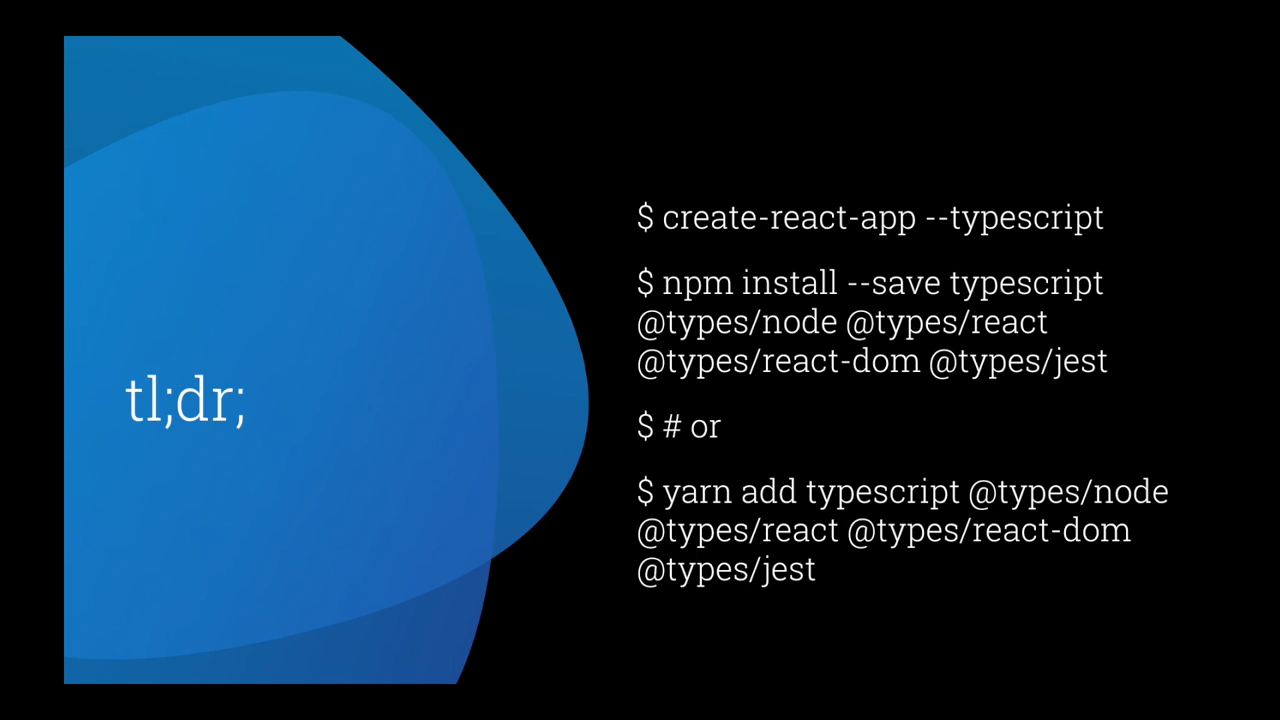 tl;dr;
$ create-react-app --typescript
$ npm install --save typescript
@types/node @types/react
@types/react-dom @types/jest
$ # or
$ yarn add typescript @types/node
@types/react @types/react-dom
@types/jest